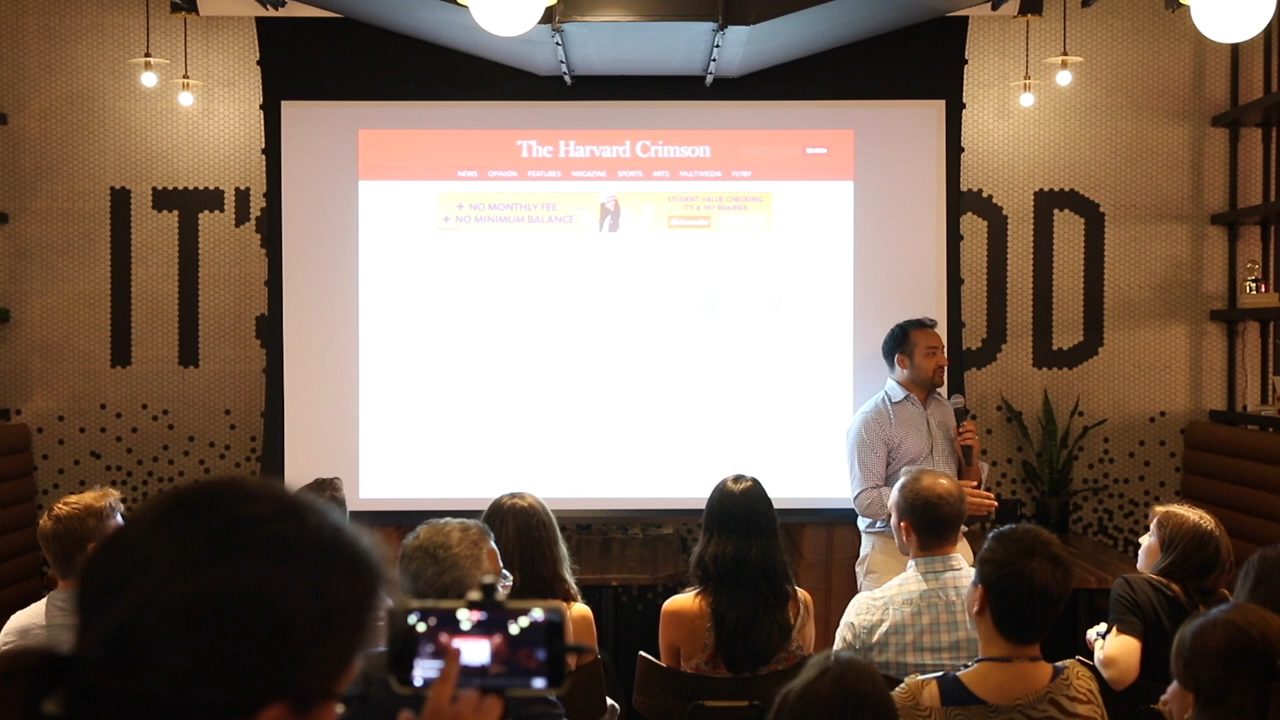 The Harvard Crimson
SEARCH
NEWS OPINION FEATURES MAGAZINE SPORTS ARTS MULTIMEDIA FLYBY
+ NO MONTHLY FEE
+ NO MINIMUM BALANCE
STUDENT VALUE CHECKING.
IT'S A NO-BRAINER.
IT'S
OD